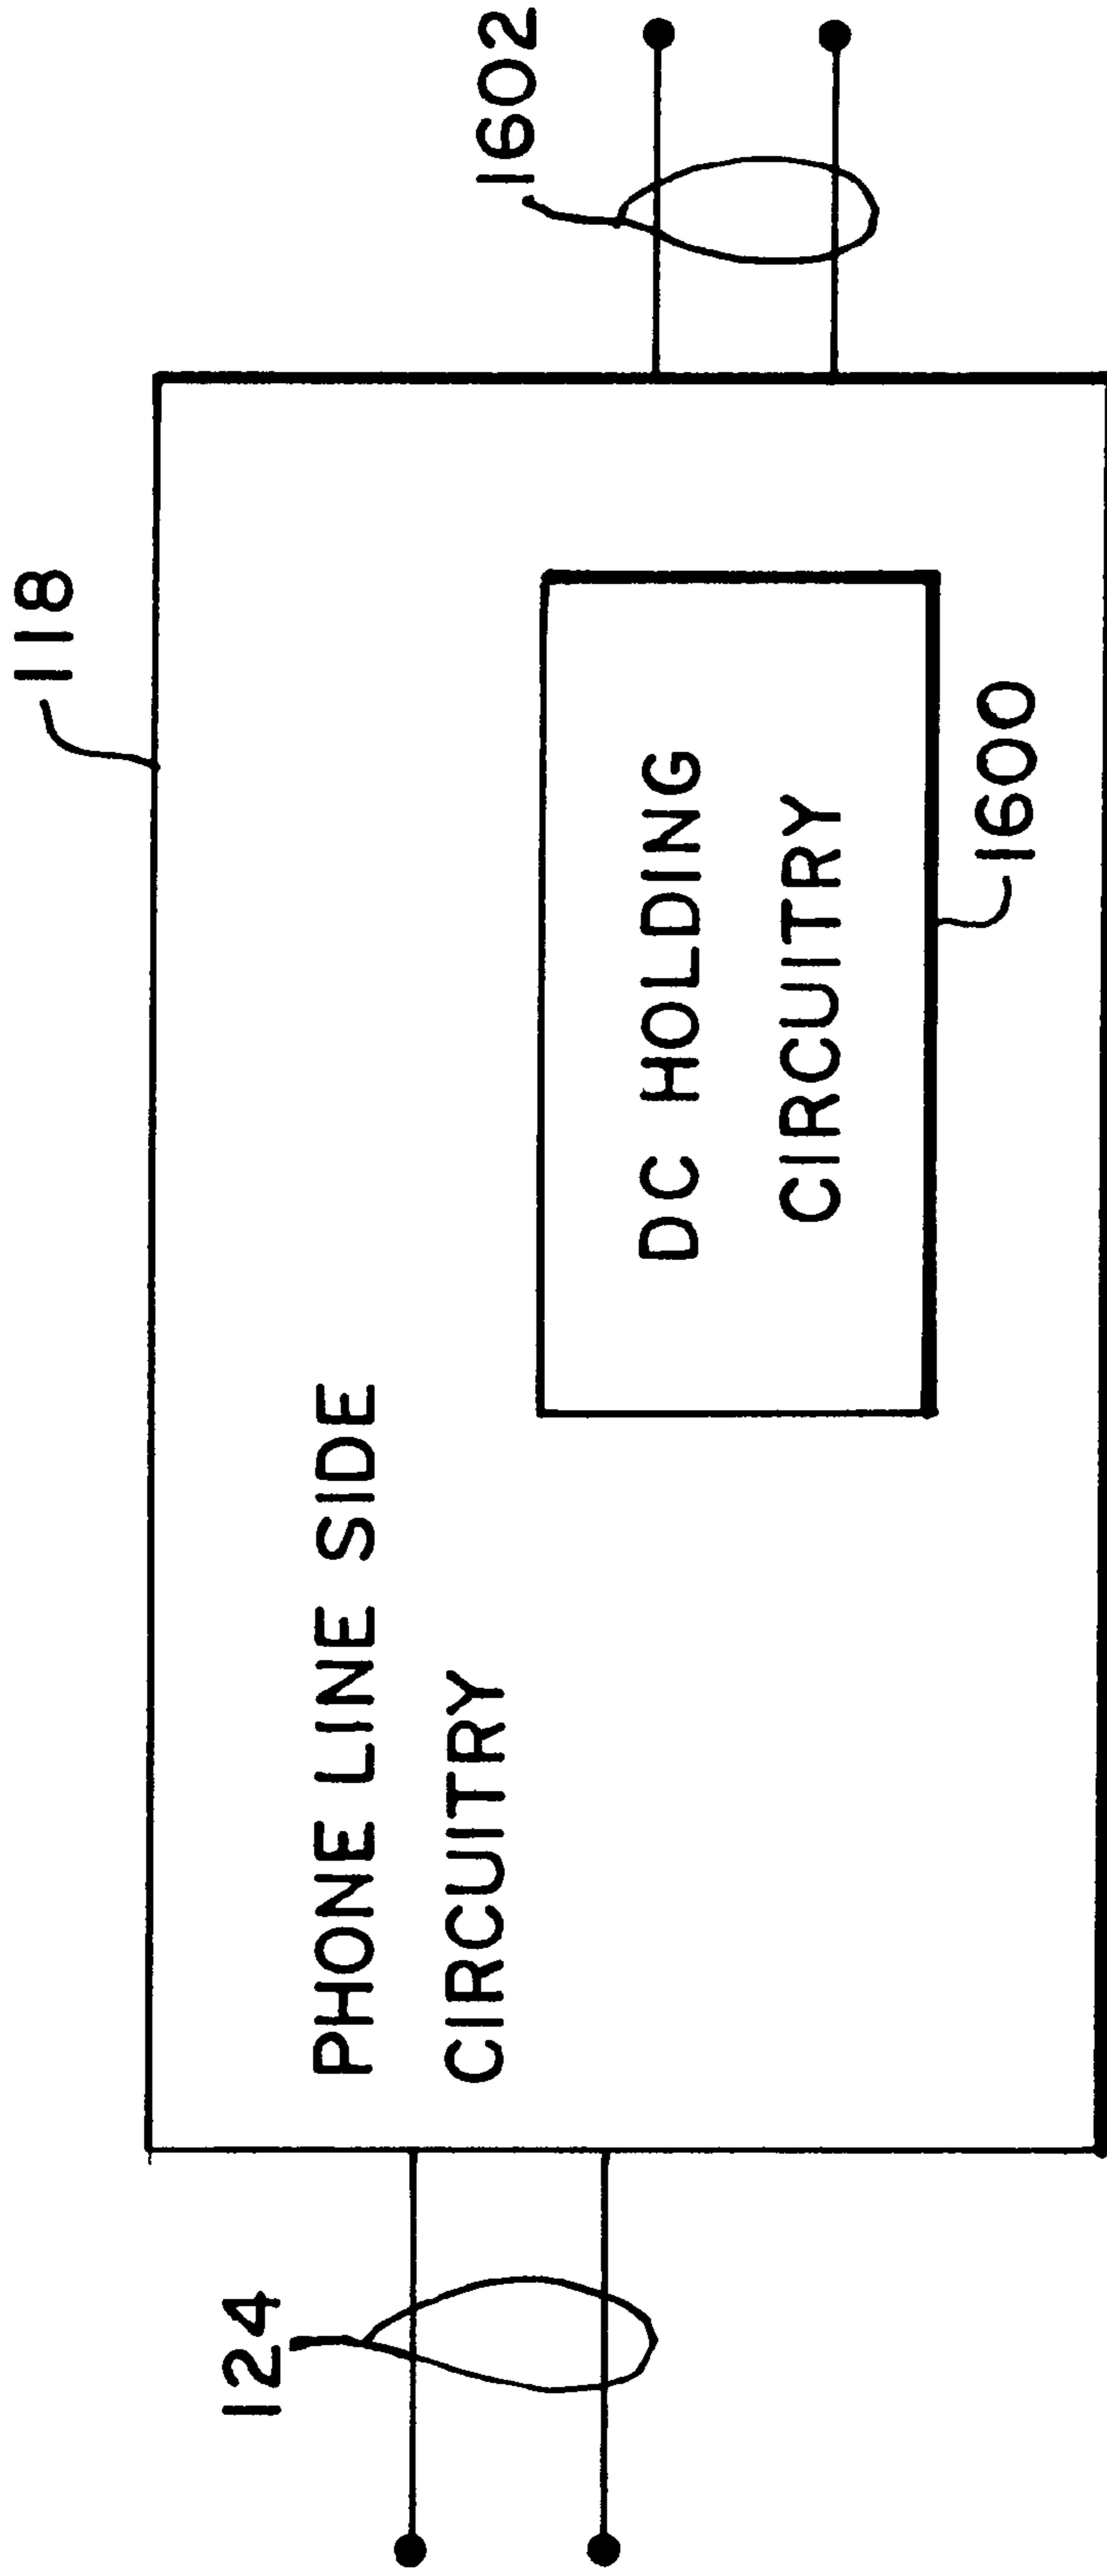 118
1602
PHONE LINE SIDE
CIRCUITRY
124
DC HOLDING
CIRCUITRY
1600